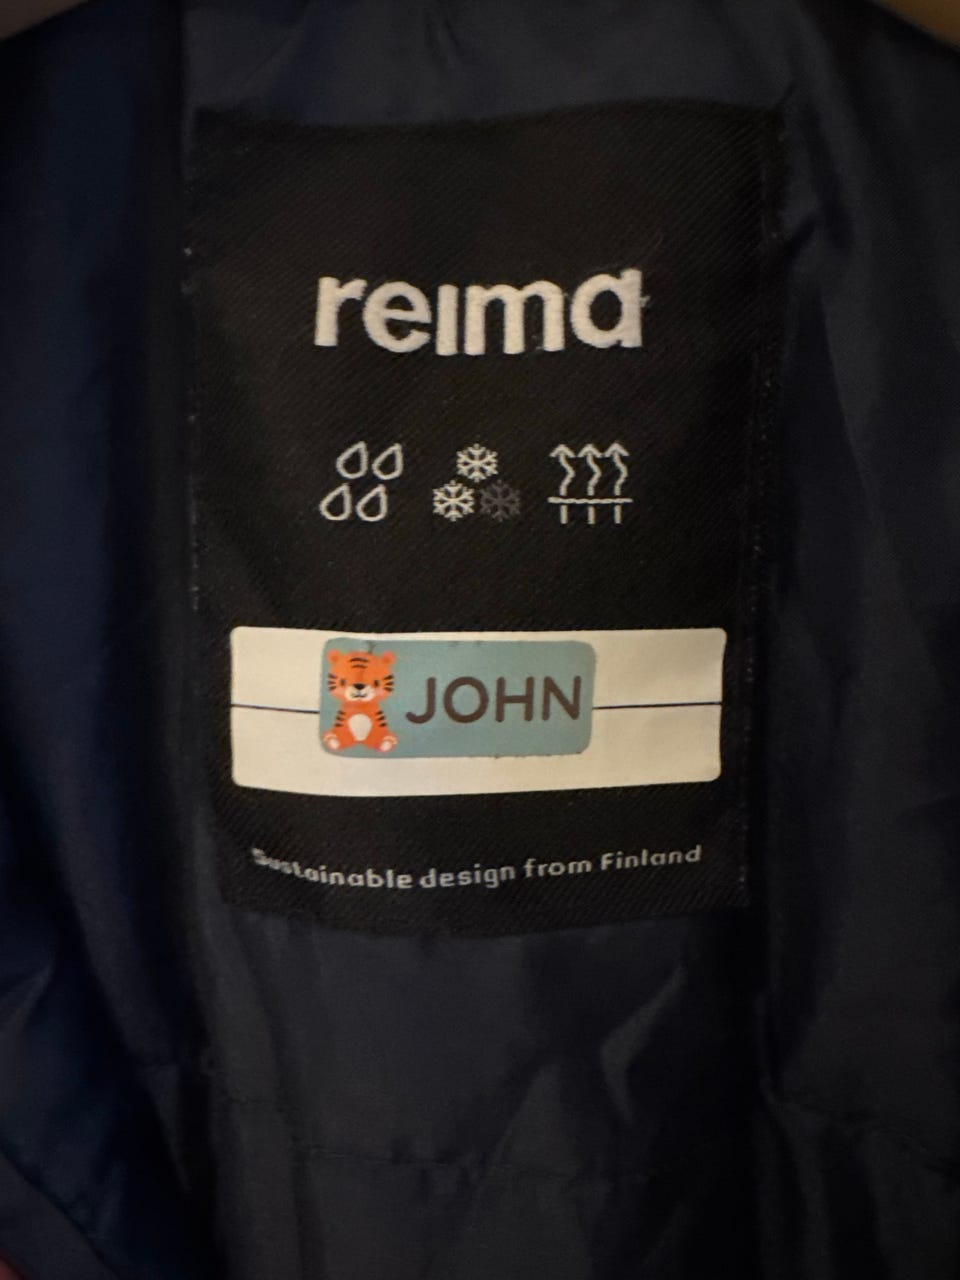 reima
JOHN
Sustainable design from Finland